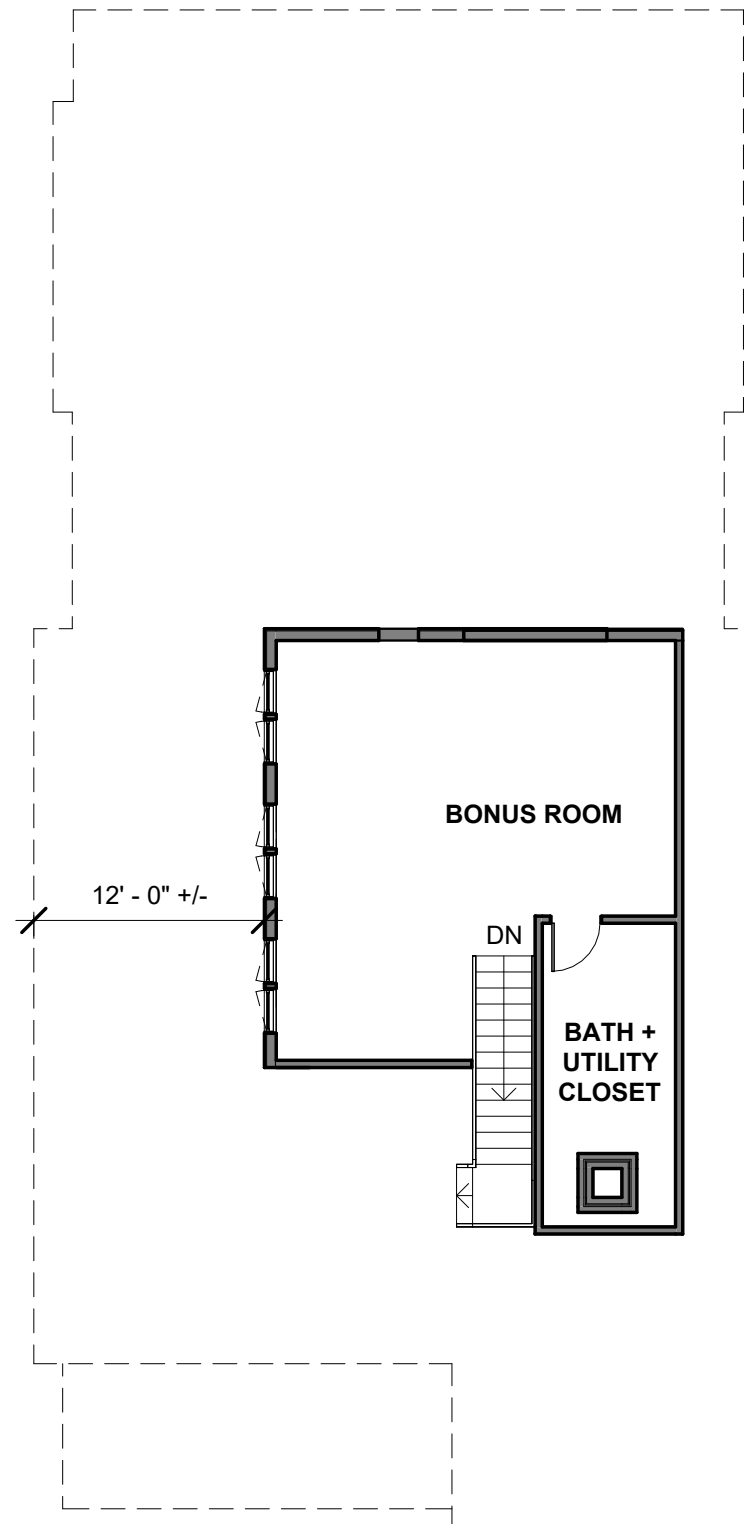 BONUS ROOM
12' - 0" +/-
DN
BATH +
UTILITY
CLOSET